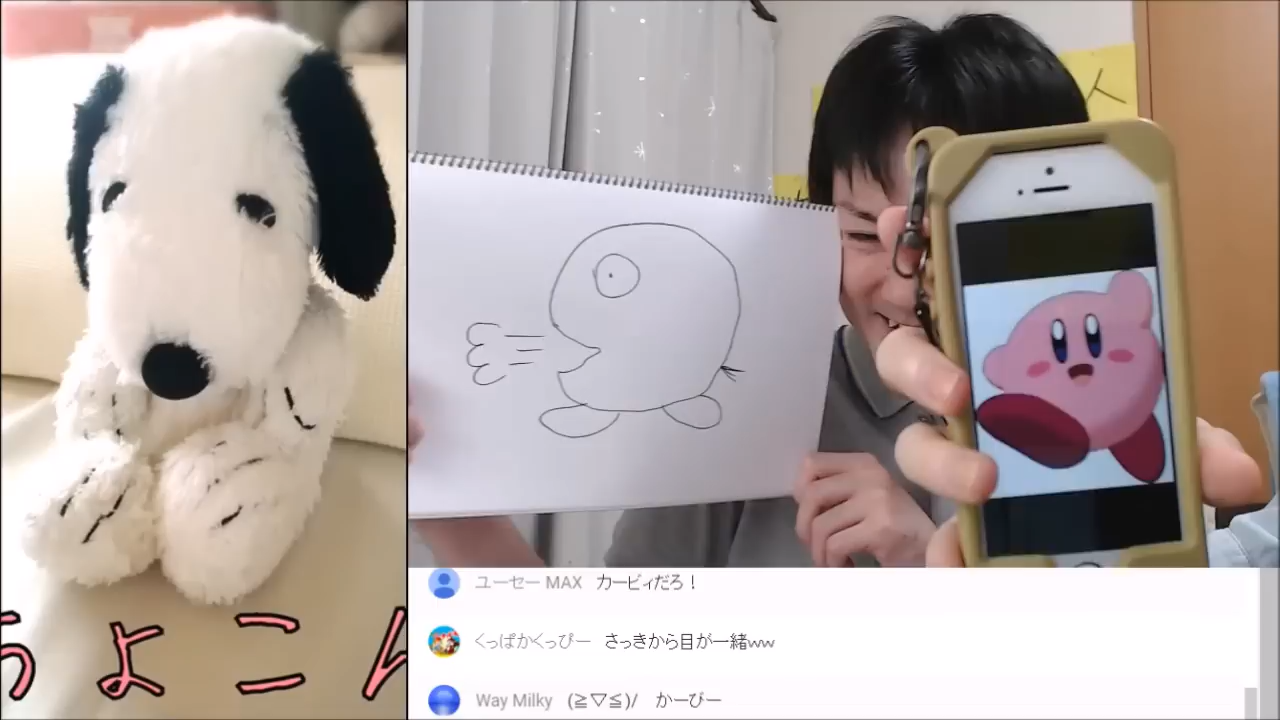 ちょこん
ユーセー MAX カービィだろ！
くっぱかくっぴー さっきから目が一緒ww
Way Milky (≧▽≦)/ かーびー